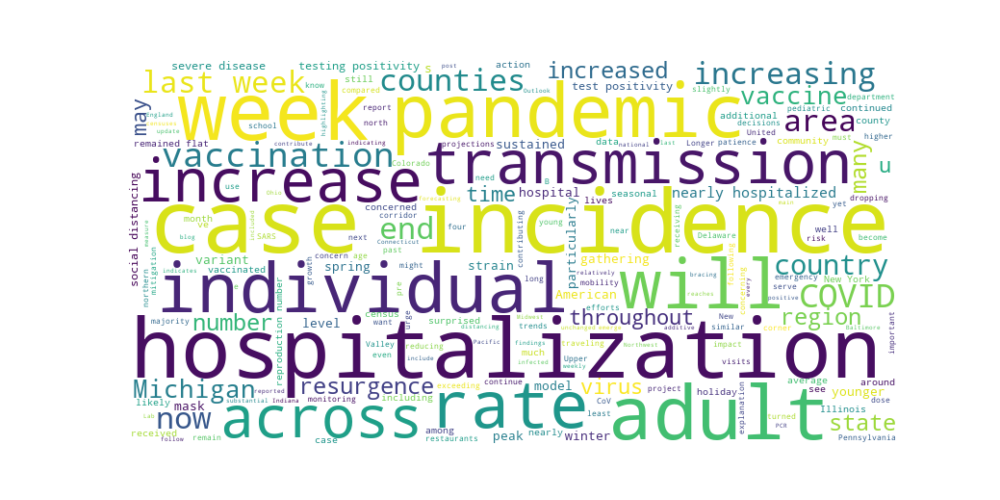 severe disease testing positivity s post action
last week know still counties Outlook increased test positivity increasing
week pandemic compared slightly vaccine department
may England school report highlighting north additional decisions pediatric continued county area
update contribute indicating projections sustained data United national Longer must last patience higher
remained flat vaccination Colorado transmission community many
increase use need time hospital a seasonal nearly hospitalized u
social distancing Ohio forecasting concerned lives dropping
month ve case incidence main yet
blog includes SARS corridor end four particularly young near receiving Delaware well risk become
measure Connecticut next past contributing gathering
northern mitigation indicates variant concern age strain will following emergency country
vaccinated e growth spring might long relatively mobility bracing every serve
individual pre American efforts New York reaches positive COVID
number census urge throughout unchanged emerge New similar corner region
majority level want surprised distancing Midwest additive Baltimore
reproduction number hospitalization Pacific findings Northwest important
reducing Valley even include trends infected Upper weekly much impact visits
Michigan reported resurgence exceeding continue model virus project holiday average see around younger
likely substantial Indiana monitoring including CoV least explanation turned Illinois dose
now mask across rate adult state
received Lab case among peak nearly winter PCR Pennsylvania
follow remain restaurants